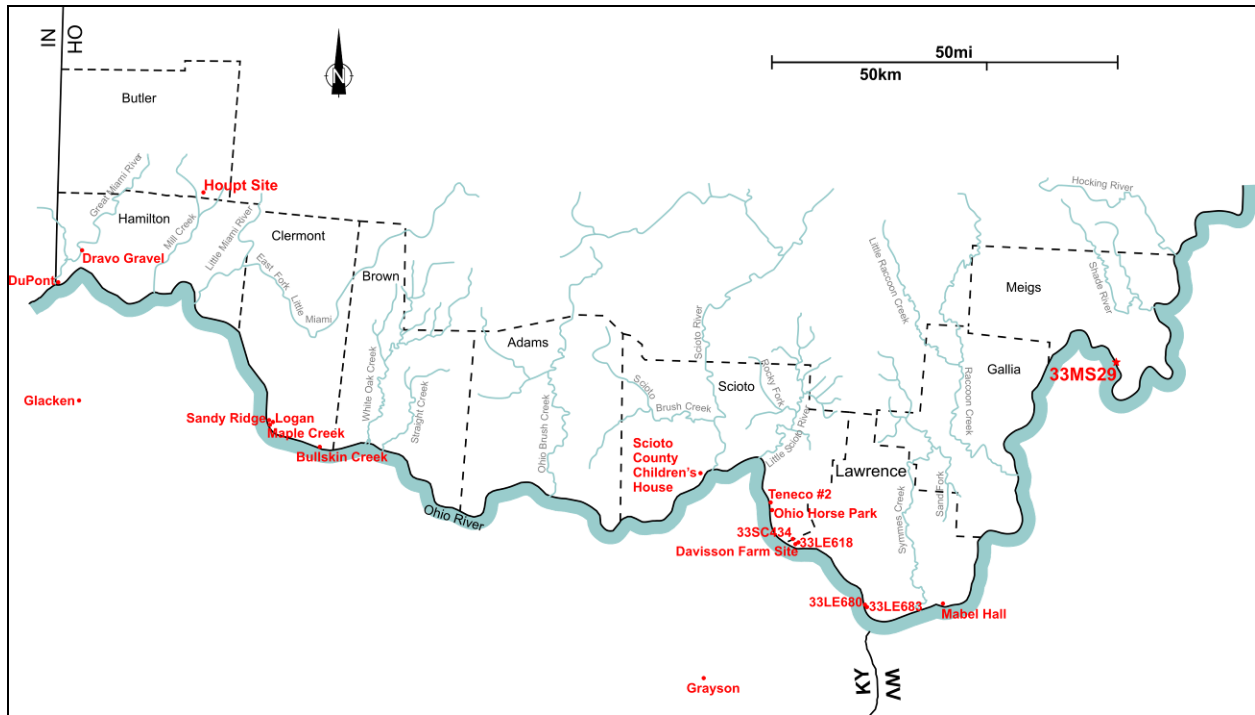 IN
OH
N
50mi
50km
Butler
Great Miami River
Houpt Site
Hamilton
Mill Creek
Little Miami River
Clermont
Dravo Gravel
DuPont
East Fork Little Miami
Brown
Hocking River
Little Raccoon Creek
Shade River
Meigs
Adams
Scioto River
Scioto
Rocky Fork
Gallia
33MS29
Glacken
White Oak Creek
Straight Creek
Scioto
Brush Creek
Raccoon Creek
Sandy Ridge
Logan
Maple Creek
Bullskin Creek
Ohio Brush Creek
Scioto
County
Children's
House
Little Scioto River
Lawrence
Teneco #2
Ohio Horse Park
Symmes Creek
Sand Fork
Ohio River
33SC434
33LE618
Davisson Farm Site
33LE680
33LE683
Mabel Hall
Grayson
KY
WV